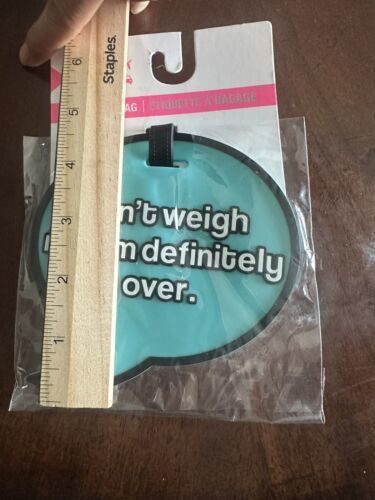 Staples.
6
5
4
3
2
1
AG | ÉTIQUETTE À BAGAGE
n't weigh
m definitely
over.